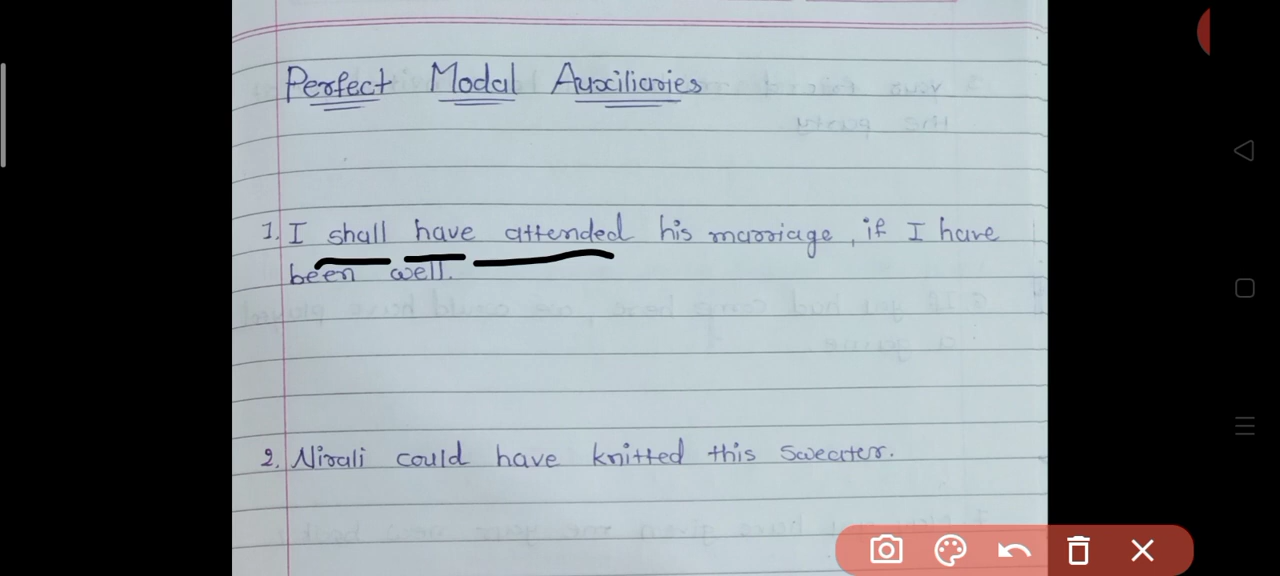 Perfect Modal Auxiliaries
1. I shall have attended his marriage, if I have
been well.
2. Nirali could have knitted this sweater.